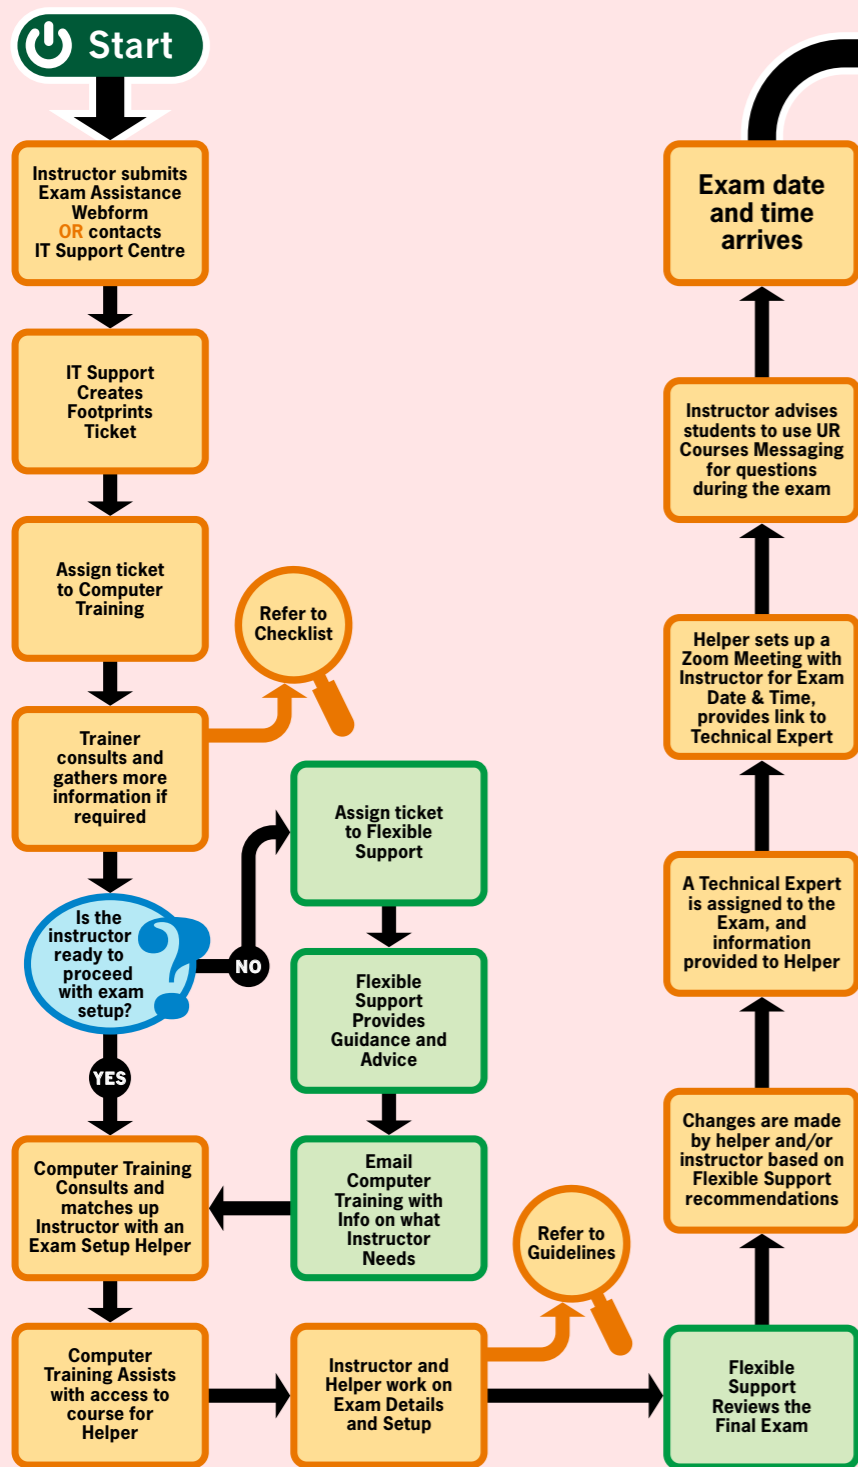 Start
Instructor submits
Exam Assistance
Webform
OR contacts
IT Support Centre
IT Support
Creates
Footprints
Ticket
Assign ticket
to Computer
Training
Refer to
Checklist
Trainer
consults and
gathers more
information if
required
Is the
instructor
ready to
proceed
with exam
setup?
?
NO
YES
Assign ticket
to Flexible
Support
Flexible
Support
Provides
Guidance and
Advice
Email
Computer
Training with
Info on what
Instructor
Needs
Computer Training
Consults and
matches up
Instructor with an
Exam Setup Helper
Computer
Training Assists
with access to
course for
Helper
Instructor and
Helper work on
Exam Details
and Setup
Refer to
Guidelines
Flexible
Support
Reviews the
Final Exam
Changes are made
by helper and/or
instructor based on
Flexible Support
recommendations
A Technical Expert
is assigned to the
Exam, and
information
provided to Helper
Helper sets up a
Zoom Meeting with
Instructor for Exam
Date & Time,
provides link to
Technical Expert
Instructor advises
students to use UR
Courses Messaging
for questions
during the exam
Exam date
and time
arrives